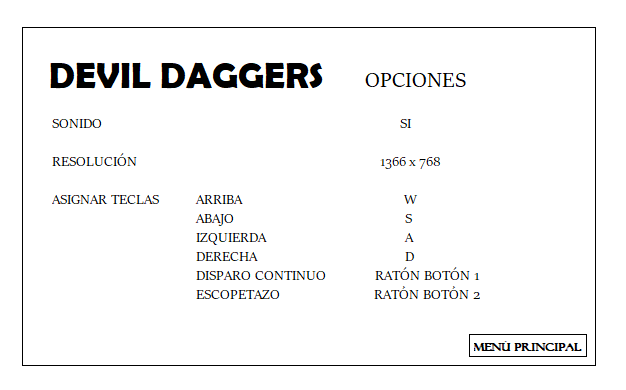 DEVIL DAGGERS OPCIONES
SONIDO SI
RESOLUCIÓN 1366 x 768
ASIGNAR TECLAS ARRIBA W
ABAJO S
IZQUIERDA A
DERECHA D
DISPARO CONTINUO RATÓN BOTÓN 1
ESCOPETAZO RATÓN BOTÓN 2
MENÚ PRINCIPAL